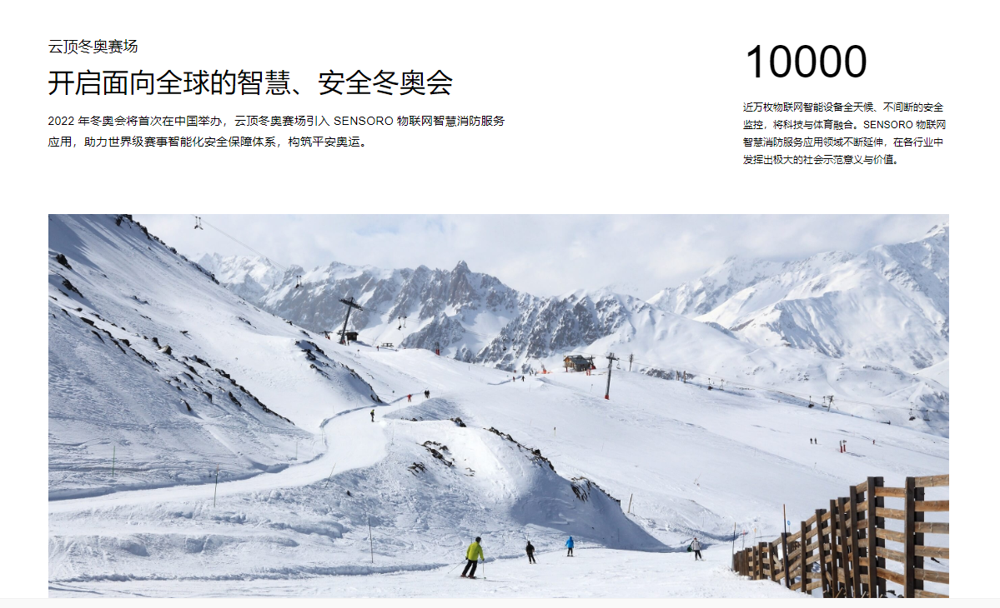 云顶冬奥赛场
开启面向全球的智慧、安全冬奥会
2022 年冬奥会将首次在中国举办，云顶冬奥赛场引入 SENSORO 物联网智慧消防服务
应用，助力世界级赛事智能化安全保障体系，构筑平安奥运。
10000
近万枚物联网智能设备全天候、不间断的安全
监控，将科技与体育融合。SENSORO 物联网
智慧消防服务应用领域不断延伸，在各行业中
发挥出极大的社会示范意义与价值。